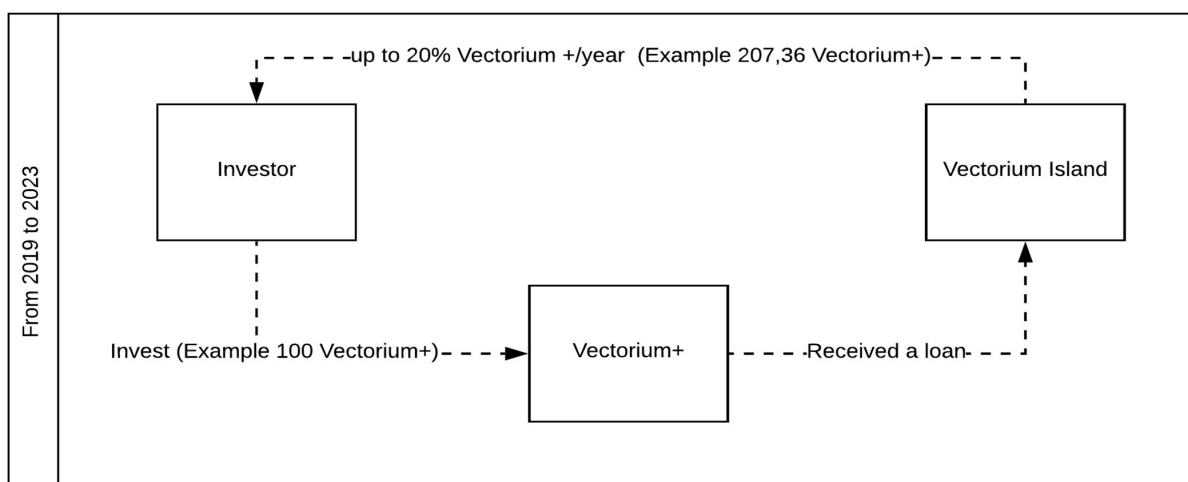 up to 20% Vectorium +/year  (Example 207,36 Vectorium+)
Investor
Vectorium Island
From 2019 to 2023
Invest (Example 100 Vectorium+)
Vectorium+
Received a loan